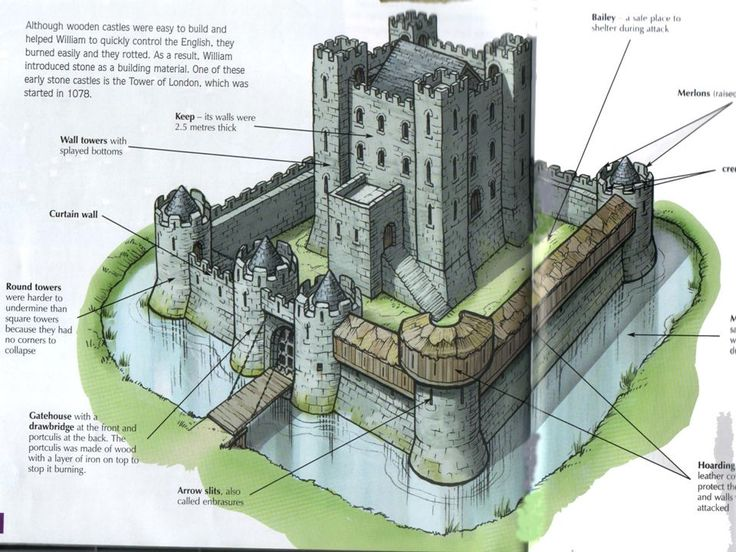 Although wooden castles were easy to build and
helped William to quickly control the English, they
burned easily and they rotted. As a result, William
introduced stone as a building material. One of these
early stone castles is the Tower of London, which was
started in 1078.
Bailey – a safe place to
shelter during attack
Merlons (raised
Keep – its walls were
2.5 metres thick
Wall towers with
splayed bottoms
Curtain wall
Round towers
were harder to
undermine than
square towers
because they had
no corners to
collapse
Gatehouse with a
drawbridge at the front and
portculis at the back. The
portculis was made of wood
with a layer of iron on top to
stop it burning.
Arrow slits, also
called enbrasures
Hoarding
leather
protect
and walls
attacked